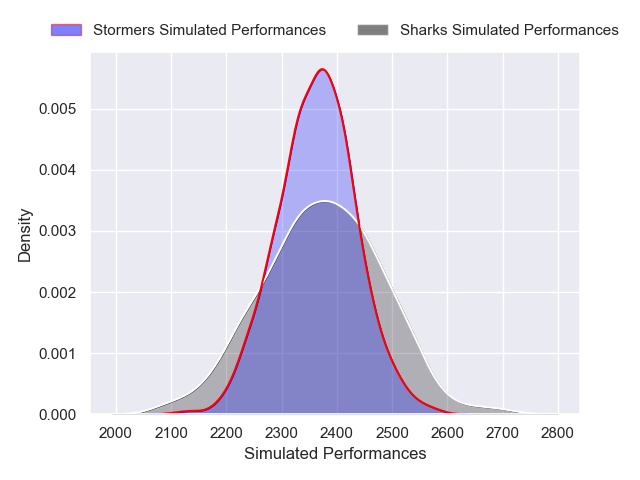 Stormers Simulated Performances Sharks Simulated Performances
0.005
0.004
0.003
0.002
0.001
0.000
Density
2000 2100 2200 2300 2400 2500 2600 2700 2800
Simulated Performances